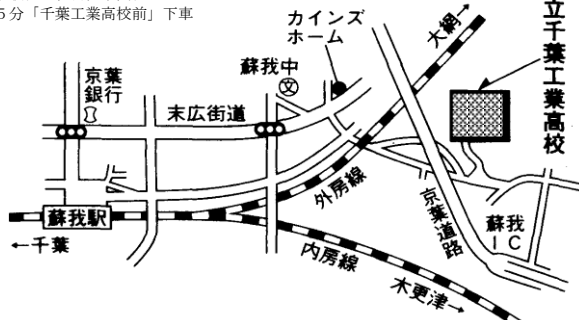 5分「千葉工業高校前」下車
カインズ
ホーム
大網→
立千葉工業高校
蘇我中
文
京葉
銀行
末広街道
外房線
京葉道路
蘇我
IC
蘇我駅
←千葉
内房線
木更津→